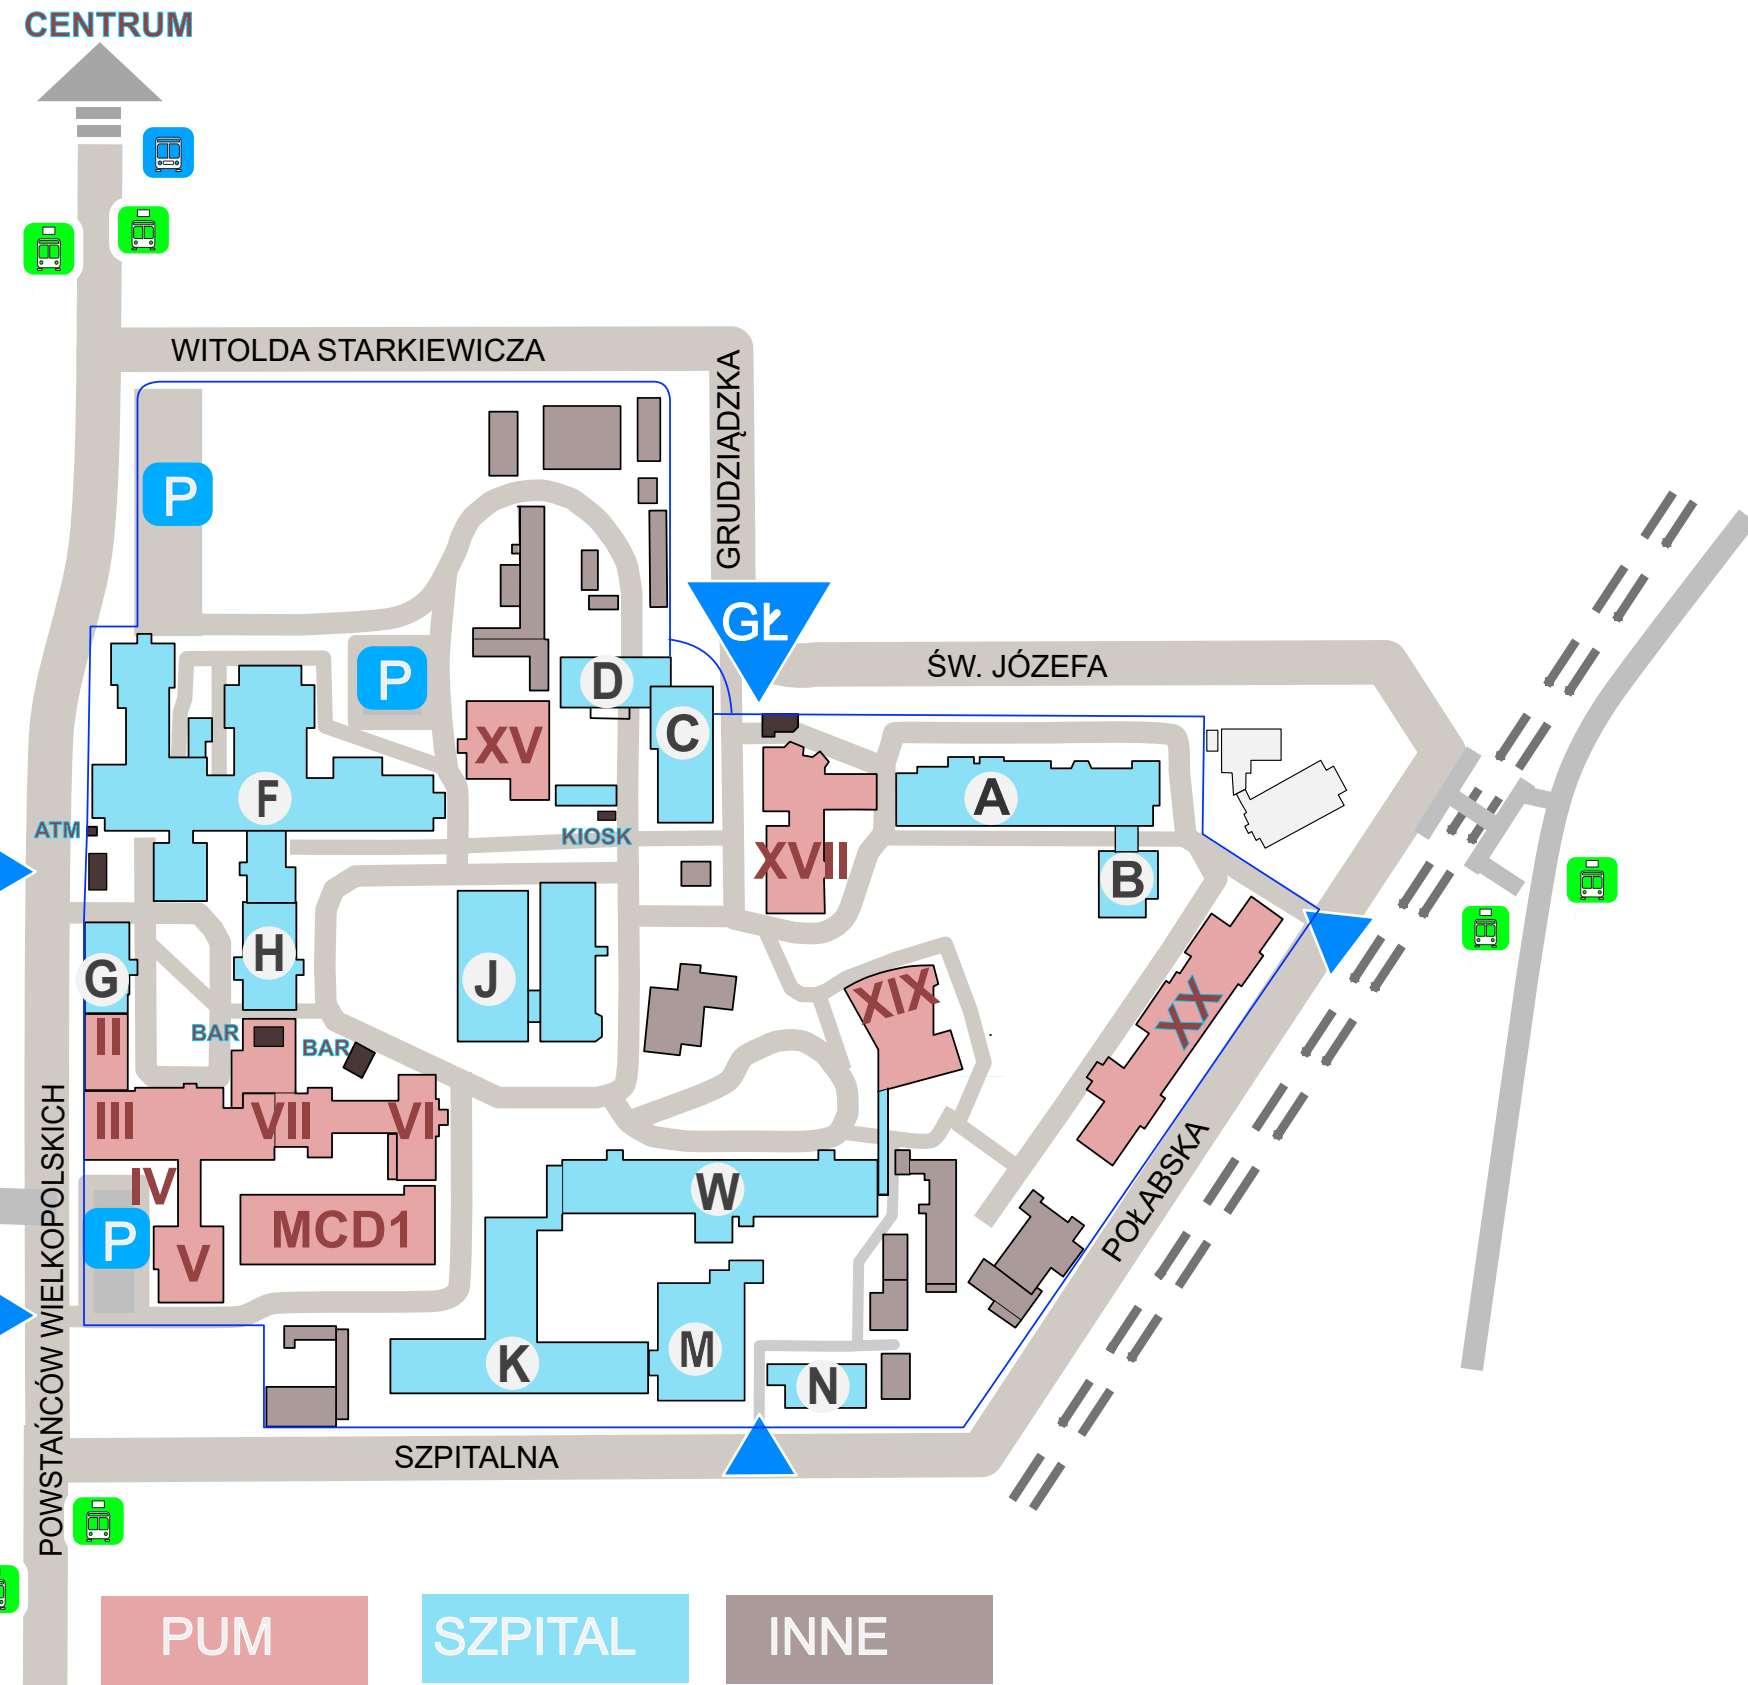 CENTRUM
WITOLDA STARKIEWICZA
GRUDZIĄDZKA
P
GŁ
ŚW. JÓZEFA
P
D
C
XV
F
A
ATM
KIOSK
XVII
B
G
H
J
XIX
XX
II
BAR
BAR
III
VII
VI
IV
W
MCD1
P
V
POŁABSKA
POWSTAŃCÓW WIELKOPOLSKICH
K
M
N
SZPITALNA
PUM
SZPITAL
INNE